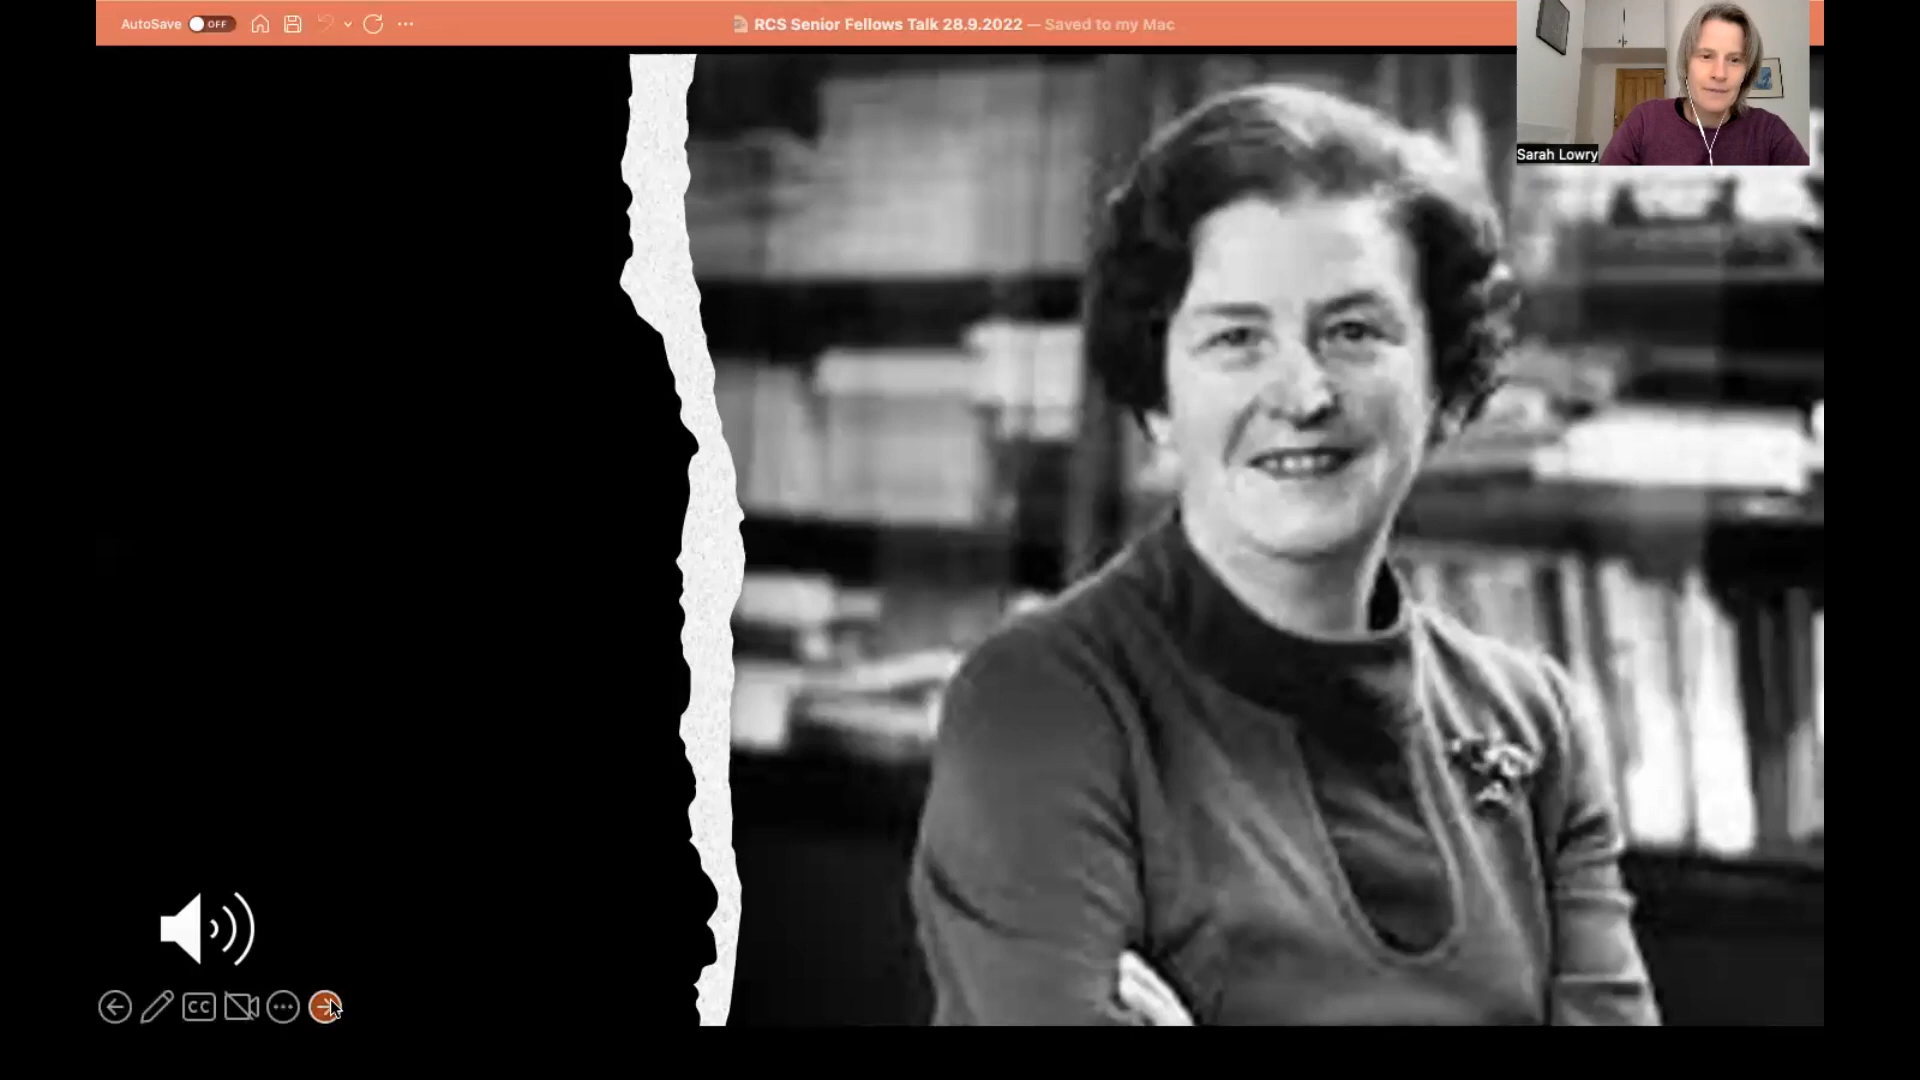 AutoSave OFF
RCS Senior Fellows Talk 28.9.2022 — Saved to my Mac
Sarah Lowry
CC